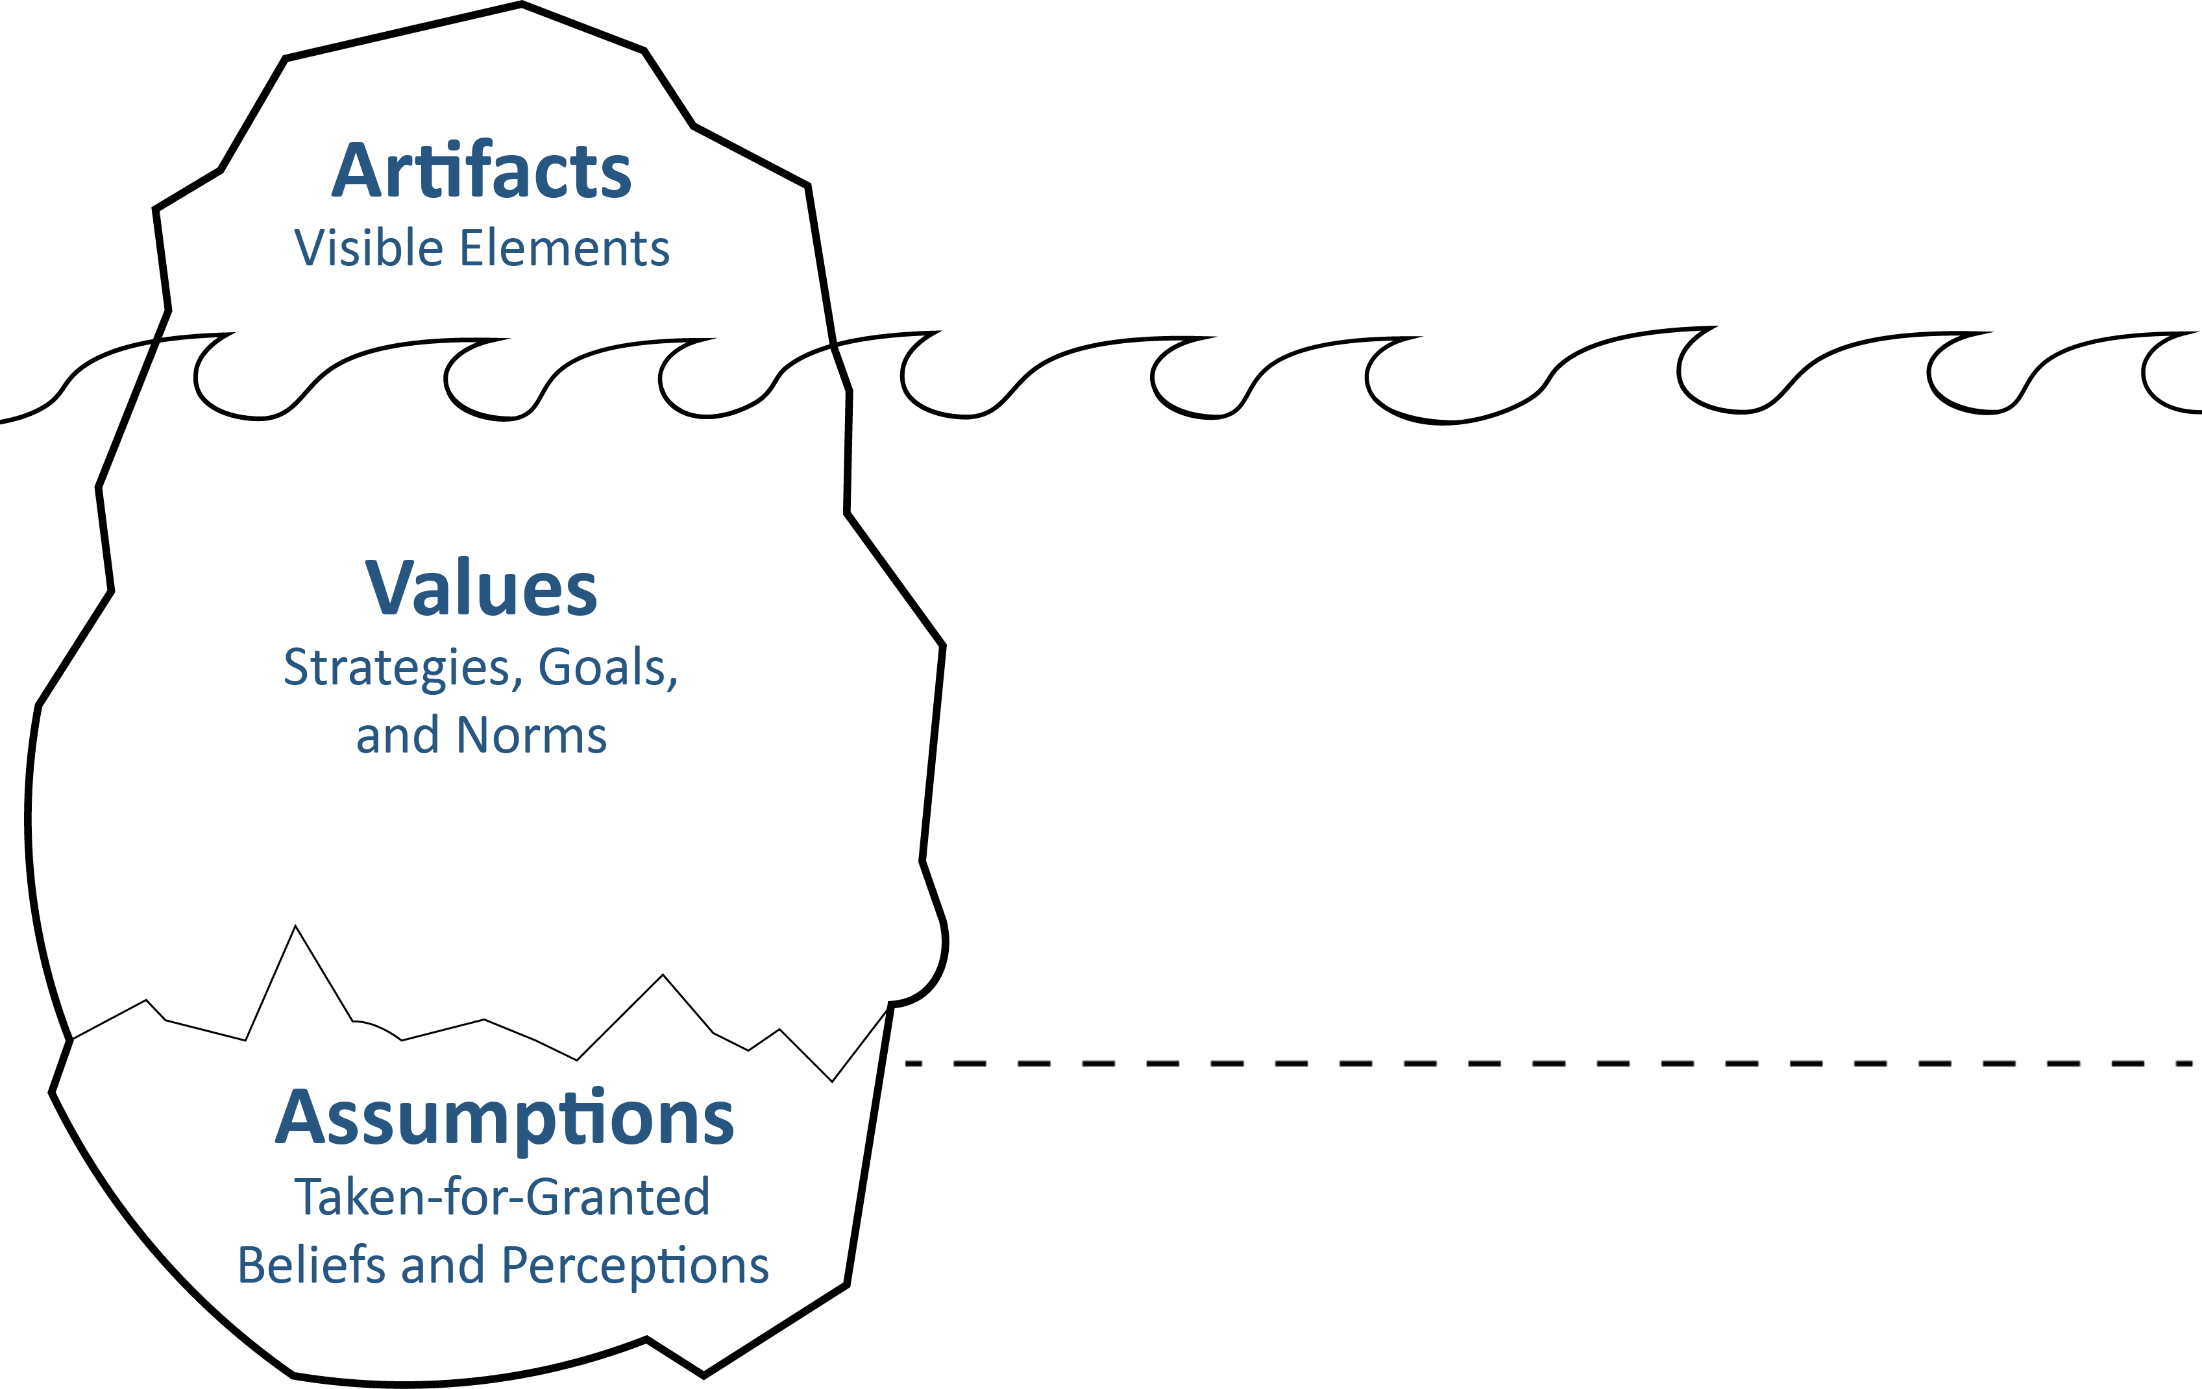 Artifacts
Visible Elements
Values
Strategies, Goals,
and Norms
Assumptions
Taken-for-Granted
Beliefs and Perceptions